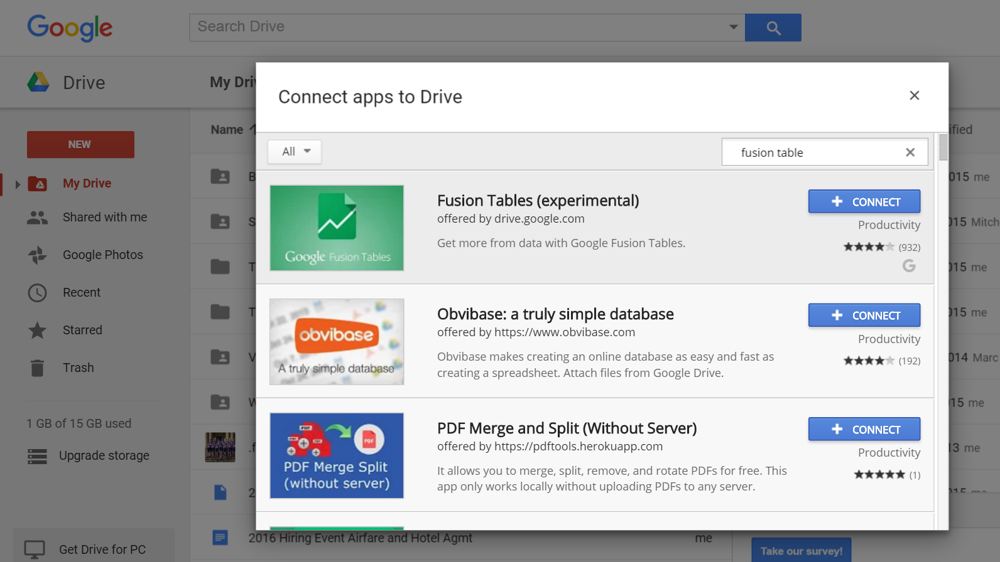 Google
Search Drive
Drive
My Dri
NEW
My Drive
Shared with me
Google Photos
Recent
Starred
Trash
1 GB of 15 GB used
Upgrade storage
Get Drive for PC
Name
B
S
T
T
V
W
.f
2
2016 Hiring Event Airfare and Hotel Agmt
me
Connect apps to Drive
All
fusion table
Google Fusion Tables
Fusion Tables (experimental)
offered by drive.google.com
Get more from data with Google Fusion Tables.
CONNECT
Productivity
(932)
G
obvibase
A truly simple database
Obvibase: a truly simple database
offered by https://www.obvibase.com
Obvibase makes creating an online database as easy and fast as
creating a spreadsheet. Attach files from Google Drive.
CONNECT
Productivity
(192)
PDF
PDF
PDF Merge Split
(without server)
PDF Merge and Split (Without Server)
offered by https://pdftools.herokuapp.com
It allows you to merge, split, remove, and rotate PDFs for free. This
app only works locally without uploading PDFs to any server.
CONNECT
Productivity
(1)
ified
015 me
015 Mitch
015 me
015 me
014 Marc
015 me
13 me
015 me
Take our survey!